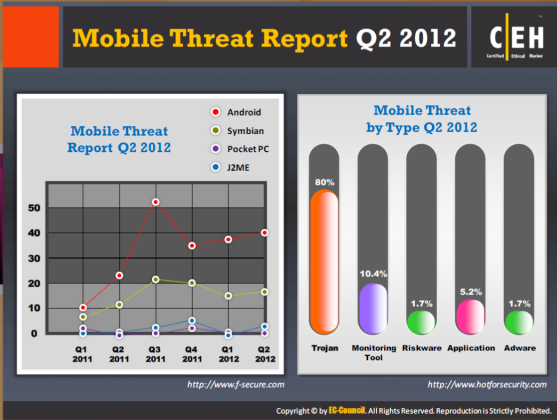 Mobile Threat Report Q2 2012
C|EH
Certified Ethical Hacker
Mobile Threat
Report Q2 2012
Android
Symbian
Pocket PC
J2ME
50
40
30
20
10
0
Q1 2011
Q2 2011
Q3 2011
Q4 2011
Q1 2012
Q2 2012
http://www.f-secure.com
Mobile Threat
by Type Q2 2012
80%
10.4%
1.7%
5.2%
1.7%
Trojan
Monitoring Tool
Riskware
Application
Adware
http://www.hotforsecurity.com
Copyright © by EC-Council. All Rights Reserved. Reproduction is Strictly Prohibited.